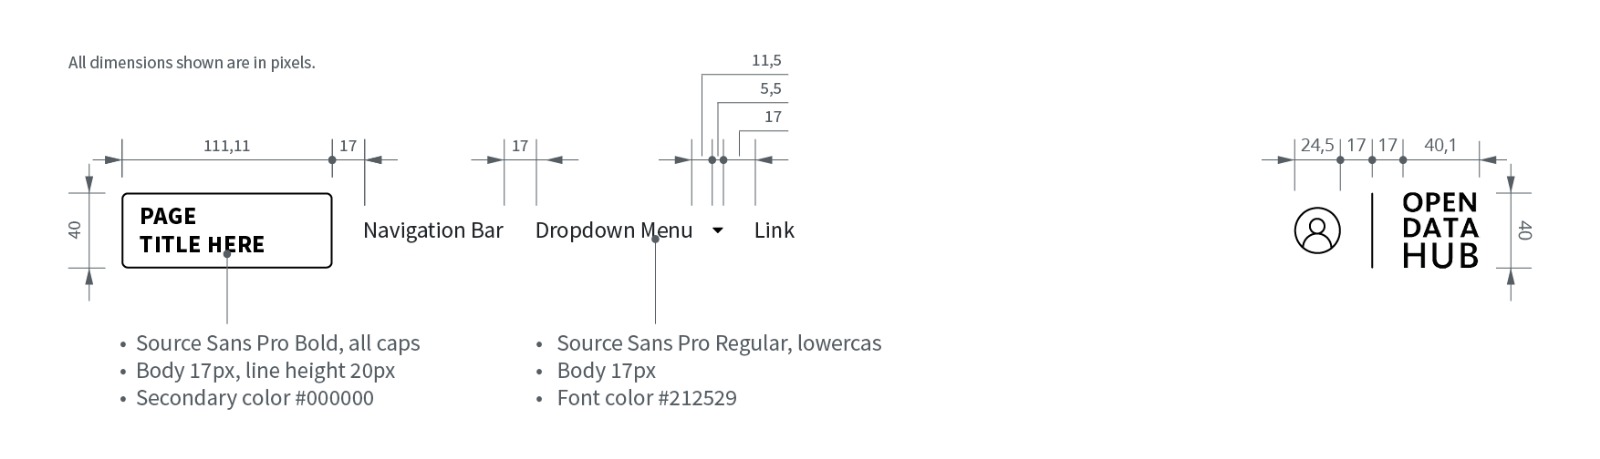 All dimensions shown are in pixels.
11,5
5,5
17
111,11
17
17
24,5
17
17
40,1
40
PAGE
TITLE HERE
Navigation Bar
Dropdown Menu
Link
OPEN
DATA
HUB
40
• Source Sans Pro Bold, all caps
• Body 17px, line height 20px
• Secondary color #000000
• Source Sans Pro Regular, lowercas
• Body 17px
• Font color #212529